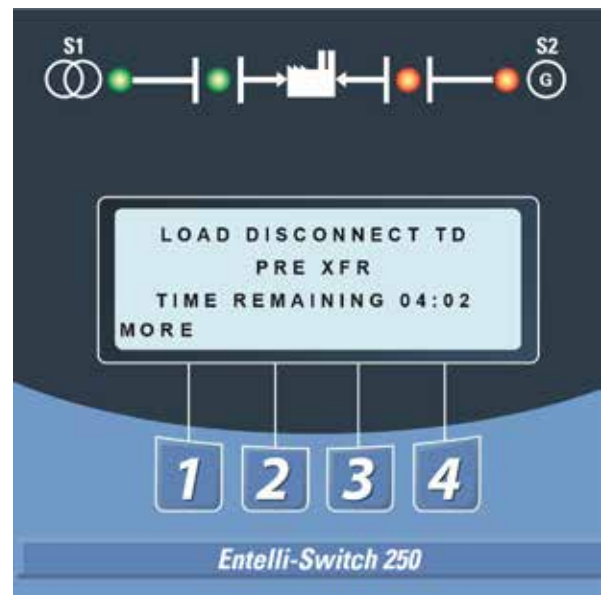 S1 S2
G
LOAD DISCONNECT TD
PRE XFR
TIME REMAINING 04:02
MORE
1 2 3 4
Entelli-Switch 250